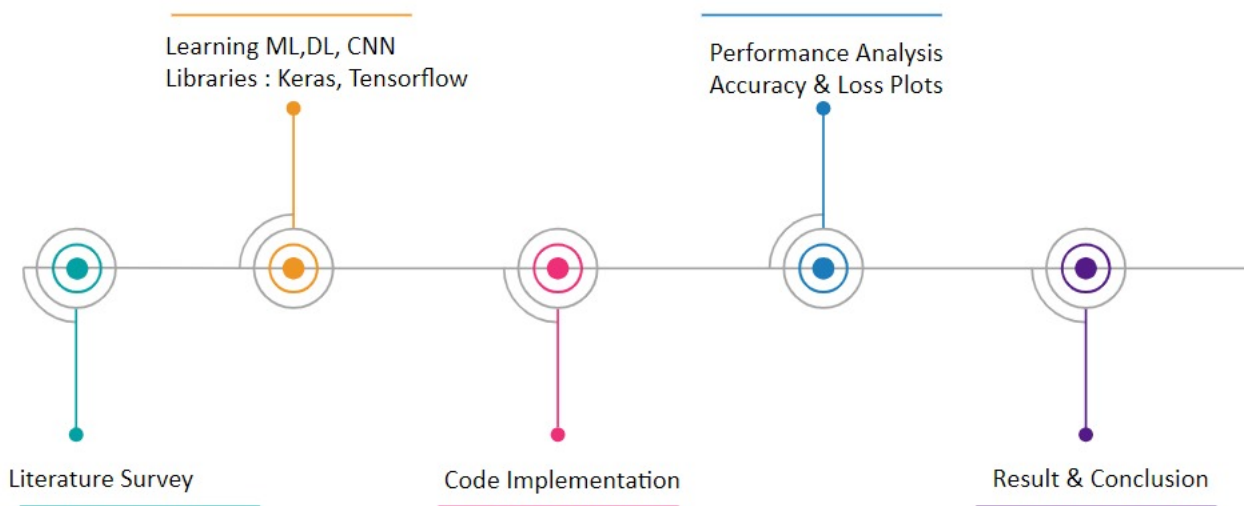 Learning ML,DL, CNN
Libraries : Keras, Tensorflow
Performance Analysis
Accuracy & Loss Plots
Literature Survey
Code Implementation
Result & Conclusion